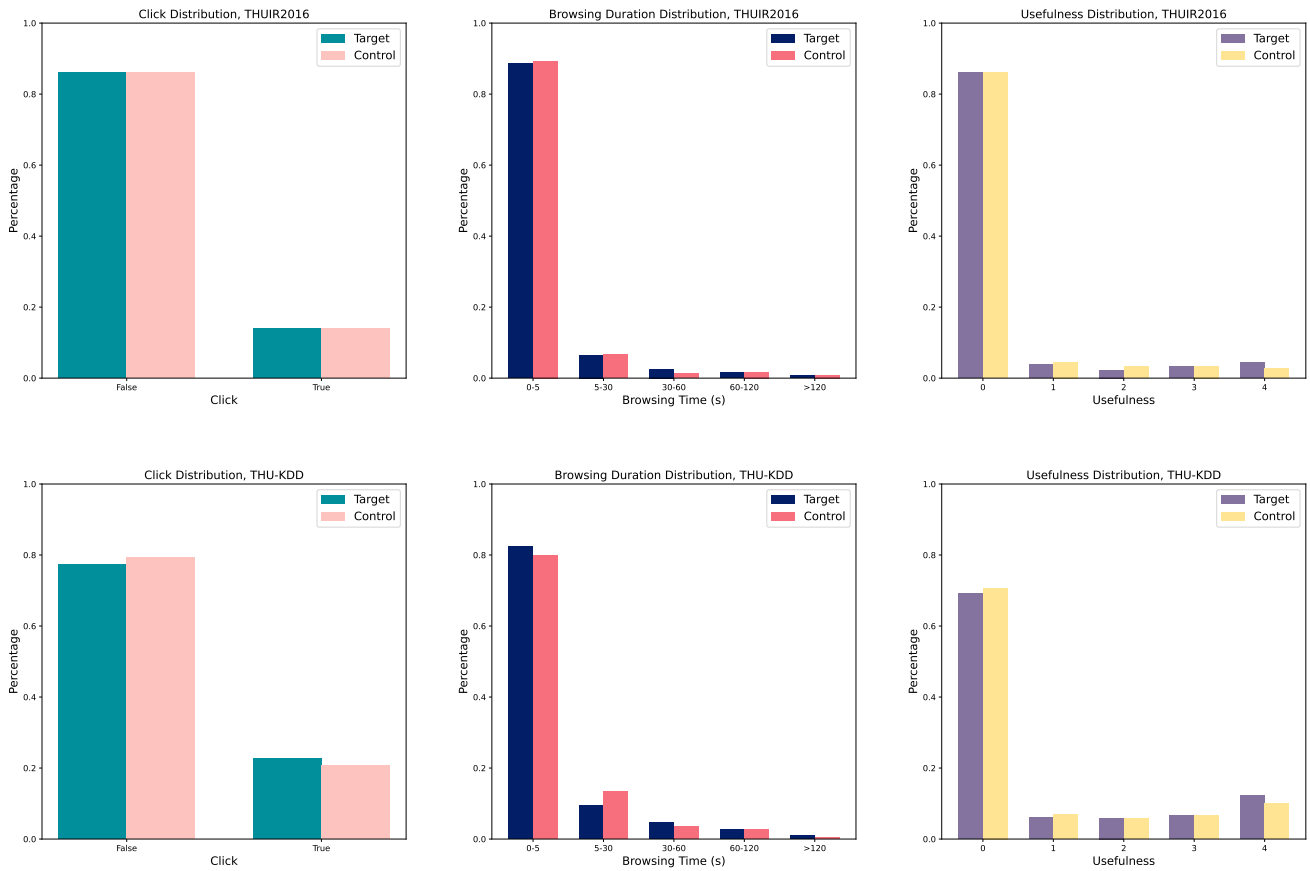 Click Distribution, THUIR2016
1.0
0.8
0.6
0.4
0.2
0.0
Percentage
False
True
Click
Target
Control
Browsing Duration Distribution, THUIR2016
1.0
0.8
0.6
0.4
0.2
0.0
Percentage
0-5
5-30
30-60
60-120
>120
Browsing Time (s)
Target
Control
Usefulness Distribution, THUIR2016
1.0
0.8
0.6
0.4
0.2
0.0
Percentage
0
1
2
3
4
Usefulness
Target
Control
Click Distribution, THU-KDD
1.0
0.8
0.6
0.4
0.2
0.0
Percentage
False
True
Click
Target
Control
Browsing Duration Distribution, THU-KDD
1.0
0.8
0.6
0.4
0.2
0.0
Percentage
0-5
5-30
30-60
60-120
>120
Browsing Time (s)
Target
Control
Usefulness Distribution, THU-KDD
1.0
0.8
0.6
0.4
0.2
0.0
Percentage
0
1
2
3
4
Usefulness
Target
Control